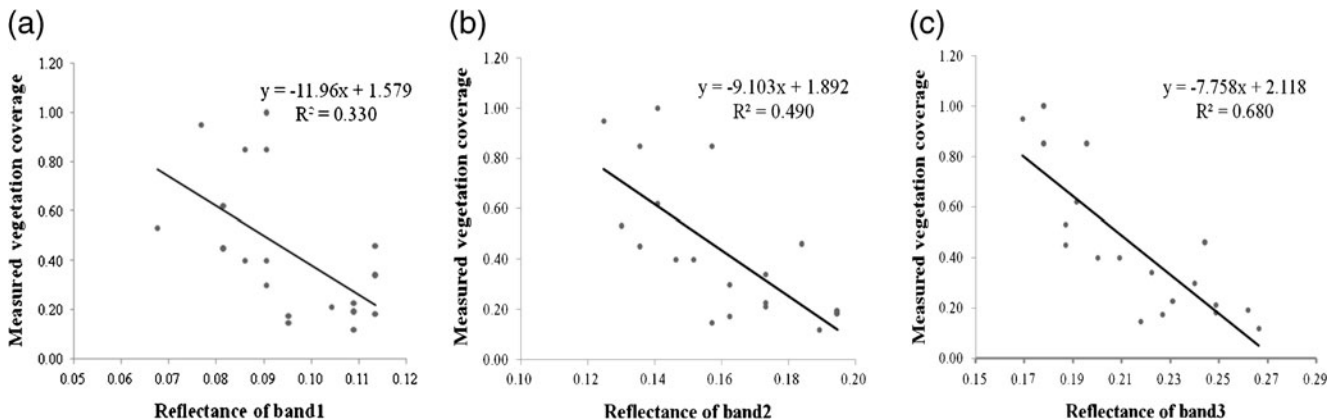 (a)
Measured vegetation coverage
1.20
1.00
0.80
0.60
0.40
0.20
0.00
y = -11.96x + 1.579
R² = 0.330
0.05 0.06 0.07 0.08 0.09 0.10 0.11 0.12
Reflectance of band1
(b)
Measured vegetation coverage
1.20
1.00
0.80
0.60
0.40
0.20
0.00
y = -9.103x + 1.892
R² = 0.490
0.10 0.12 0.14 0.16 0.18 0.20
Reflectance of band2
(c)
Measured vegetation coverage
1.20
1.00
0.80
0.60
0.40
0.20
0.00
y = -7.758x + 2.118
R² = 0.680
0.17 0.19 0.21 0.23 0.25 0.27 0.29
Reflectance of band3